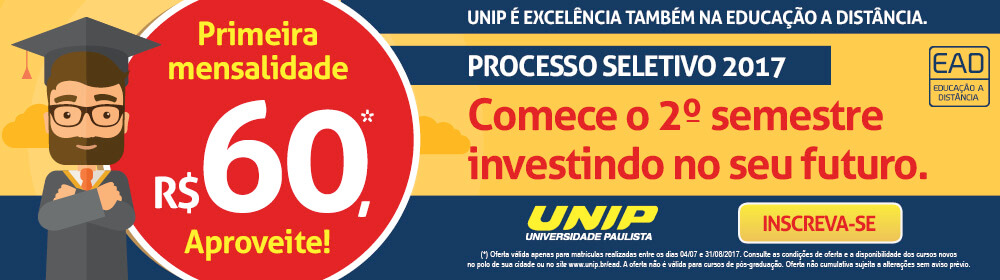 Primeira
mensalidade
R$60,*
Aproveite!
UNIP É EXCELÊNCIA TAMBÉM NA EDUCAÇÃO A DISTÂNCIA.
PROCESSO SELETIVO 2017
EAD
EDUCAÇÃO A
DISTÂNCIA
Comece o 2º semestre
investindo no seu futuro.
UNIP
UNIVERSIDADE PAULISTA
INSCREVA-SE
(*) Oferta válida apenas para matrículas realizadas entre os dias 04/07 e 31/08/2017. Consulte as condições de oferta e a disponibilidade dos cursos novos
no polo de sua cidade ou no site www.unip.br/ead. A oferta não é válida para cursos de pós-graduação. Oferta não cumulativa sujeita a alterações sem aviso prévio.